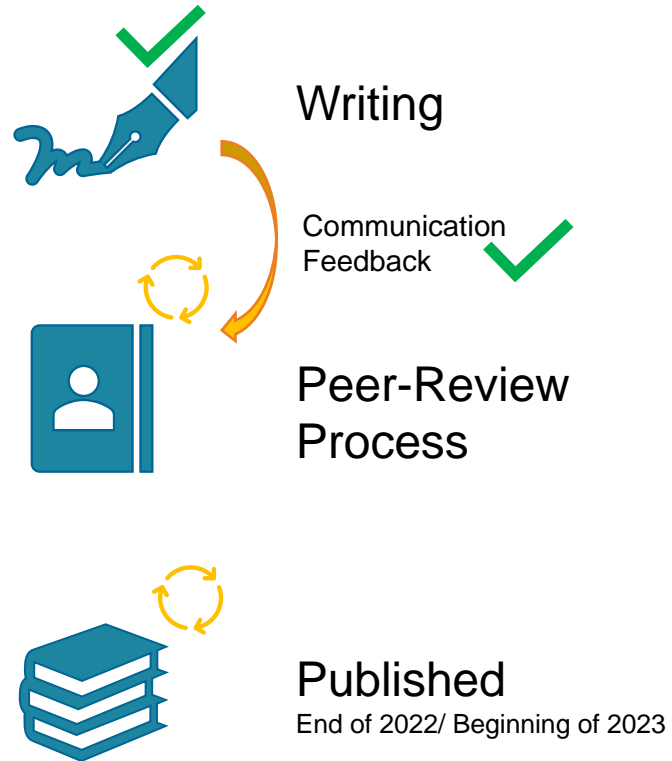 Writing
Communication
Feedback
Peer-Review
Process
Published
End of 2022/ Beginning of 2023